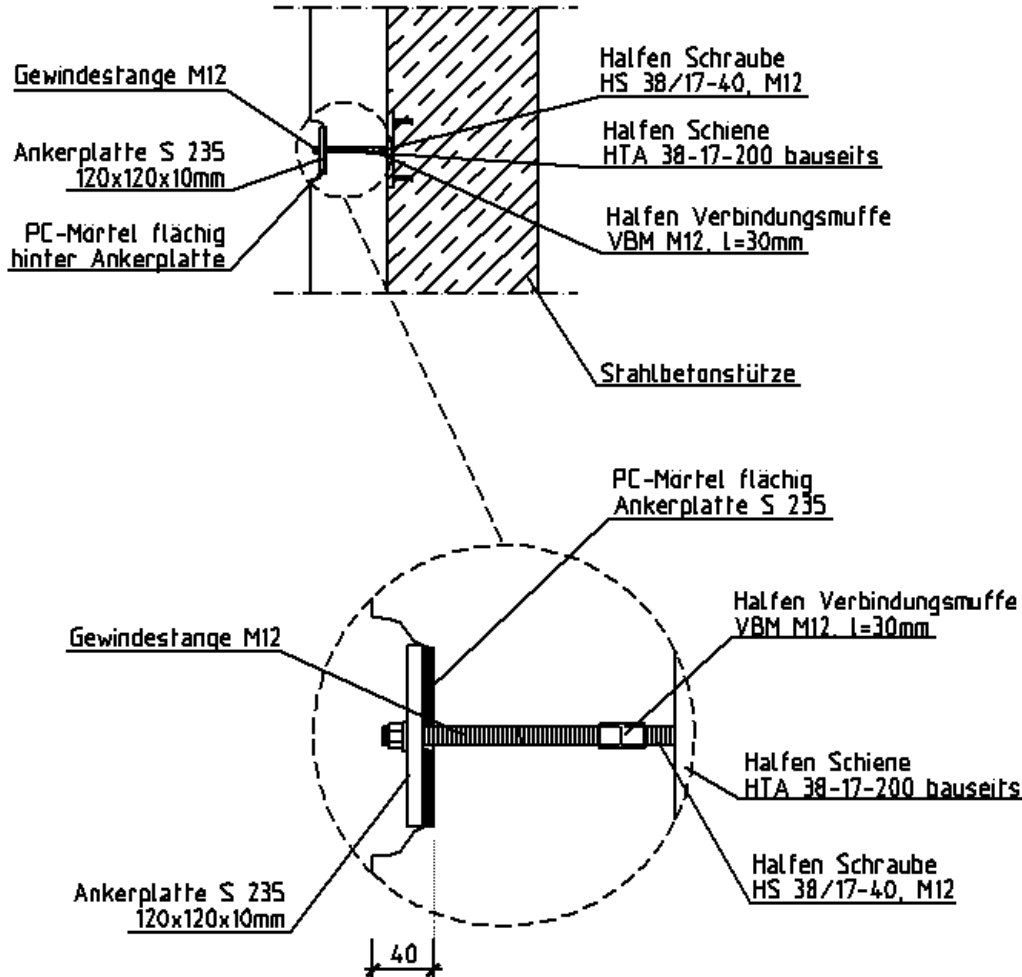 Gewindestange M12
Ankerplatte S 235
120x120x10mm
PC-Mörtel flächig
hinter Ankerplatte
Halfen Schraube
HS 38/17-40, M12
Halfen Schiene
HTA 38-17-200 bauseits
Halfen Verbindungsmuffe
VBM M12, l=30mm
Stahlbetonstütze
PC-Mörtel flächig
Ankerplatte S 235
Halfen Verbindungsmuffe
VBM M12, l=30mm
Gewindestange M12
Halfen Schiene
HTA 38-17-200 bauseits
Halfen Schraube
HS 38/17-40, M12
Ankerplatte S 235
120x120x10mm
40